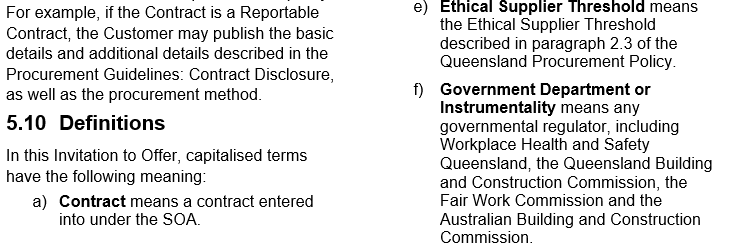 For example, if the Contract is a Reportable
Contract, the Customer may publish the basic
details and additional details described in the
Procurement Guidelines: Contract Disclosure,
as well as the procurement method.
5.10 Definitions
In this Invitation to Offer, capitalised terms
have the following meaning:
a) Contract means a contract entered
into under the SOA.
e) Ethical Supplier Threshold means
the Ethical Supplier Threshold
described in paragraph 2.3 of the
Queensland Procurement Policy.
f) Government Department or
Instrumentality means any
governmental regulator, including
Workplace Health and Safety
Queensland, the Queensland Building
and Construction Commission, the
Fair Work Commission and the
Australian Building and Construction
Commission.